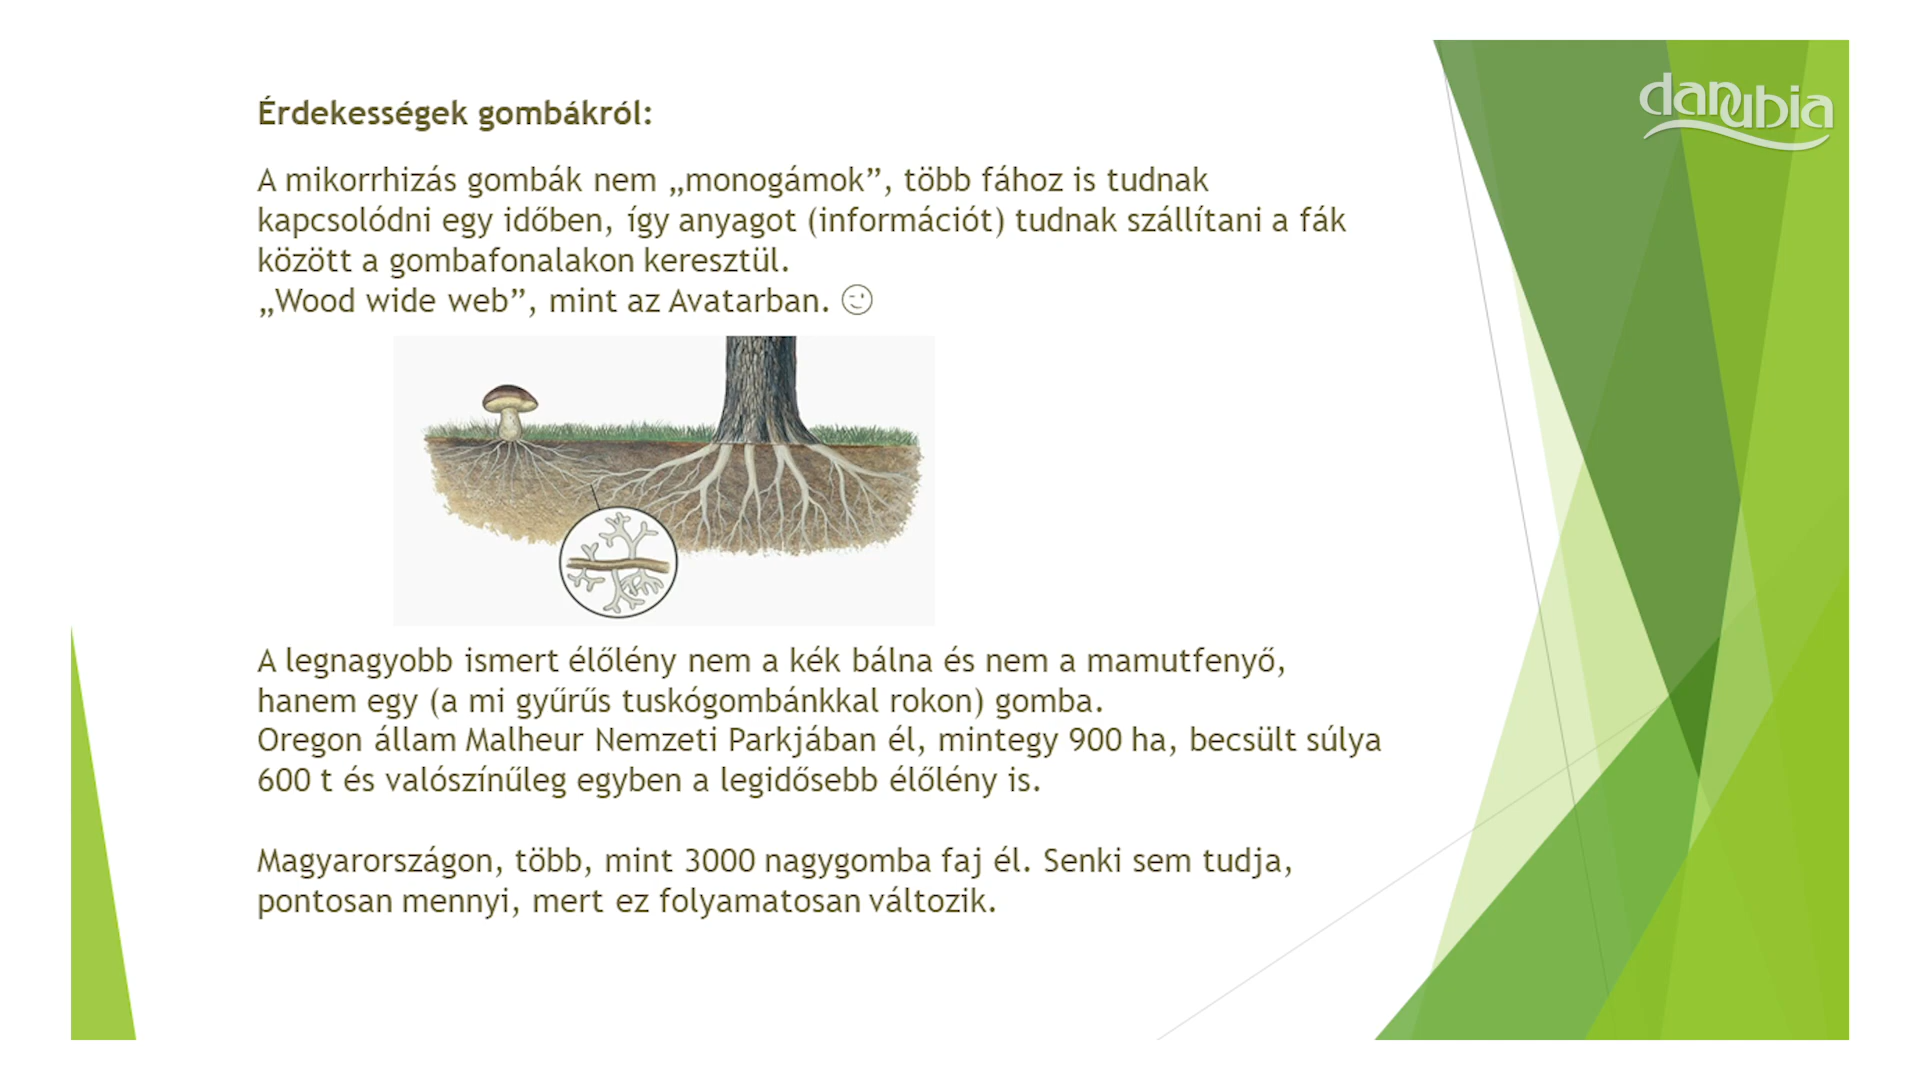 danubia
Érdekességek gombákról:
A mikorrhizás gombák nem „monogámok”, több fához is tudnak
kapcsolódni egy időben, így anyagot (információt) tudnak szállítani a fák
között a gombafonalakon keresztül.
„Wood wide web”, mint az Avatarban. 😉
A legnagyobb ismert élőlény nem a kék bálna és nem a mamutfenyő,
hanem egy (a mi gyűrűs tuskógombánkkal rokon) gomba.
Oregon állam Malheur Nemzeti Parkjában él, mintegy 900 ha, becsült súlya
600 t és valószínűleg egyben a legidősebb élőlény is.
Magyarországon, több, mint 3000 nagygomba faj él. Senki sem tudja,
pontosan mennyi, mert ez folyamatosan változik.